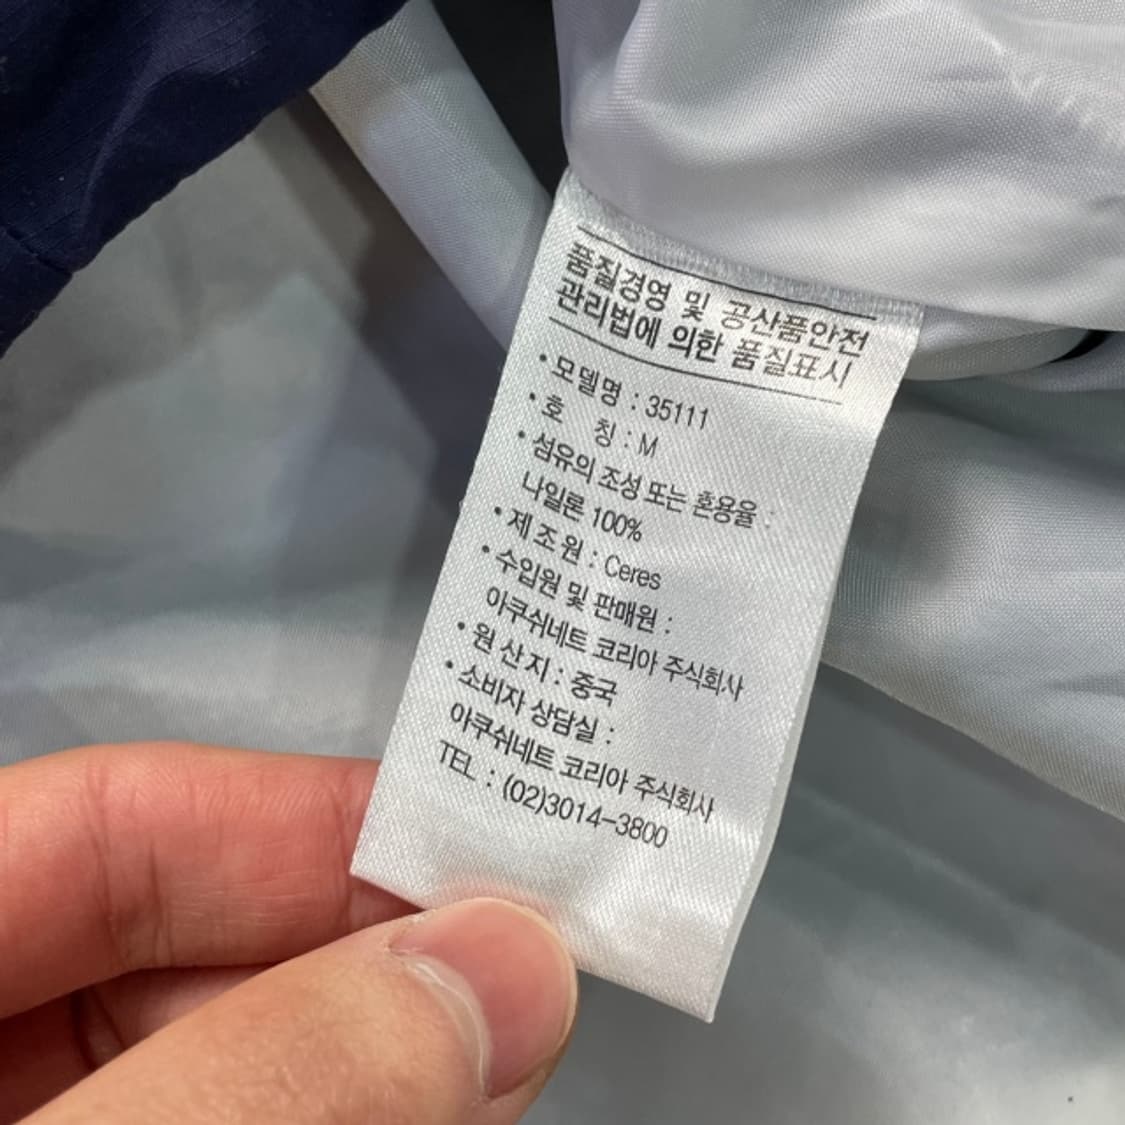 품질경영 및 공산품안전
관리법에 의한 품질표시
• 모델명 : 35111
• 호 칭 : M
• 섬유의 조성 또는 혼용율 :
나일론 100%
• 제조원 : Ceres
• 수입원 및 판매원 :
아쿠쉬네트 코리아 주식회사
• 원산지 : 중국
• 소비자 상담실 :
아쿠쉬네트 코리아 주식회사
TEL : (02)3014-3800